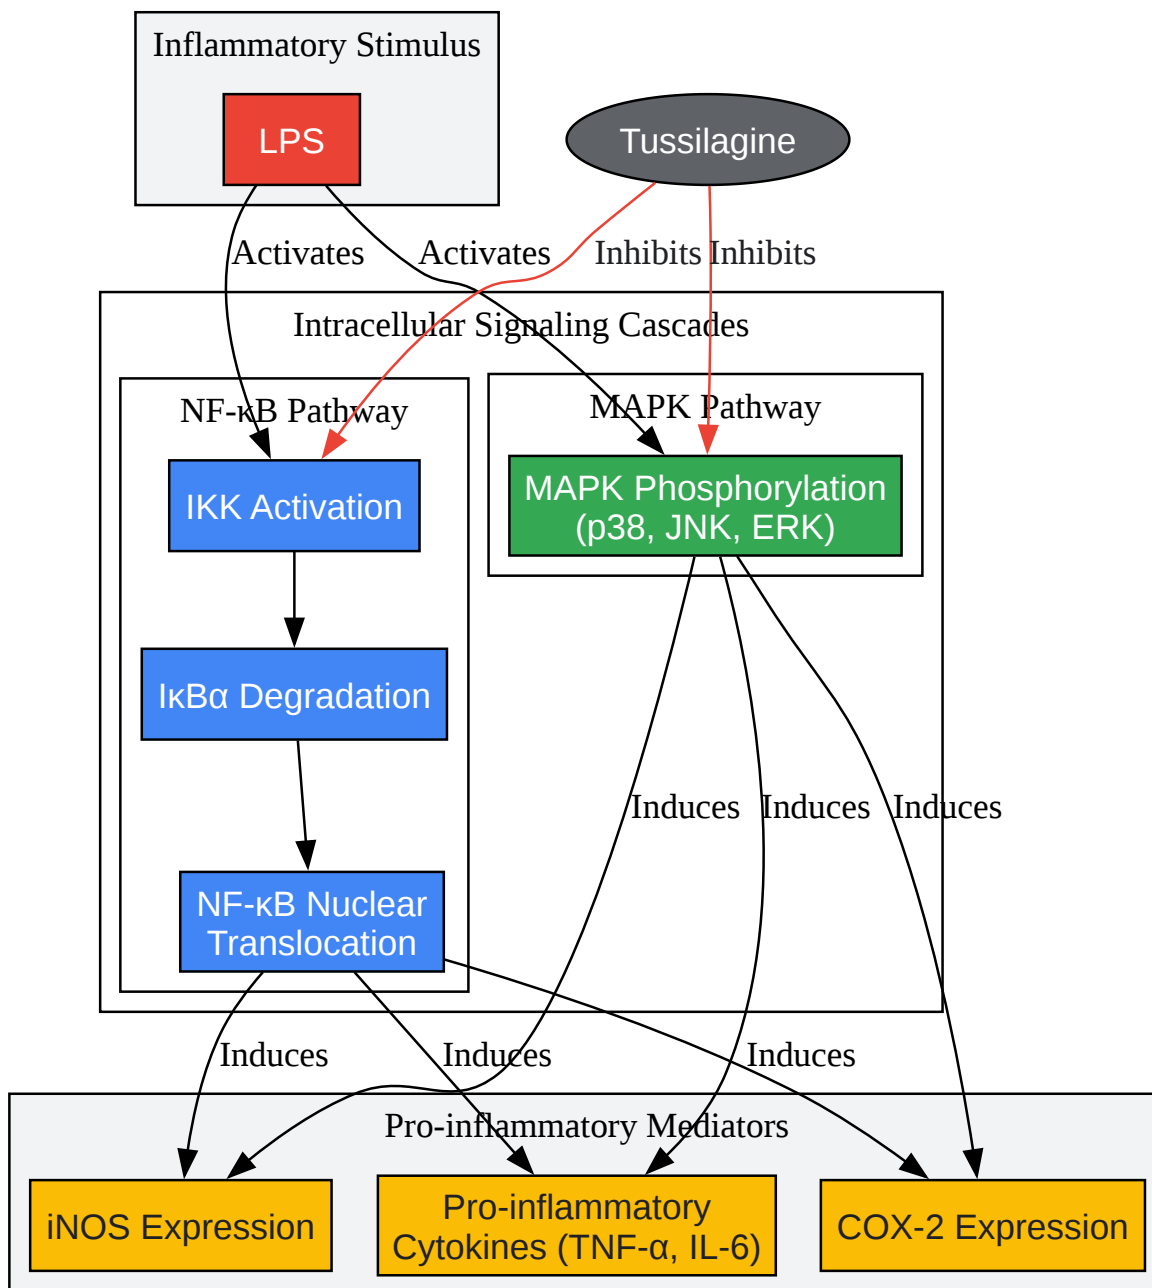 Inflammatory Stimulus
LPS
Tussilagine
Activates
Activates
Inhibits
Inhibits
Intracellular Signaling Cascades
NF-κB Pathway
MAPK Pathway
IKK Activation
MAPK Phosphorylation
(p38, JNK, ERK)
IκBα Degradation
Induces
Induces
Induces
NF-κB Nuclear
Translocation
Induces
Induces
Induces
Pro-inflammatory Mediators
iNOS Expression
Pro-inflammatory
Cytokines (TNF-α, IL-6)
COX-2 Expression